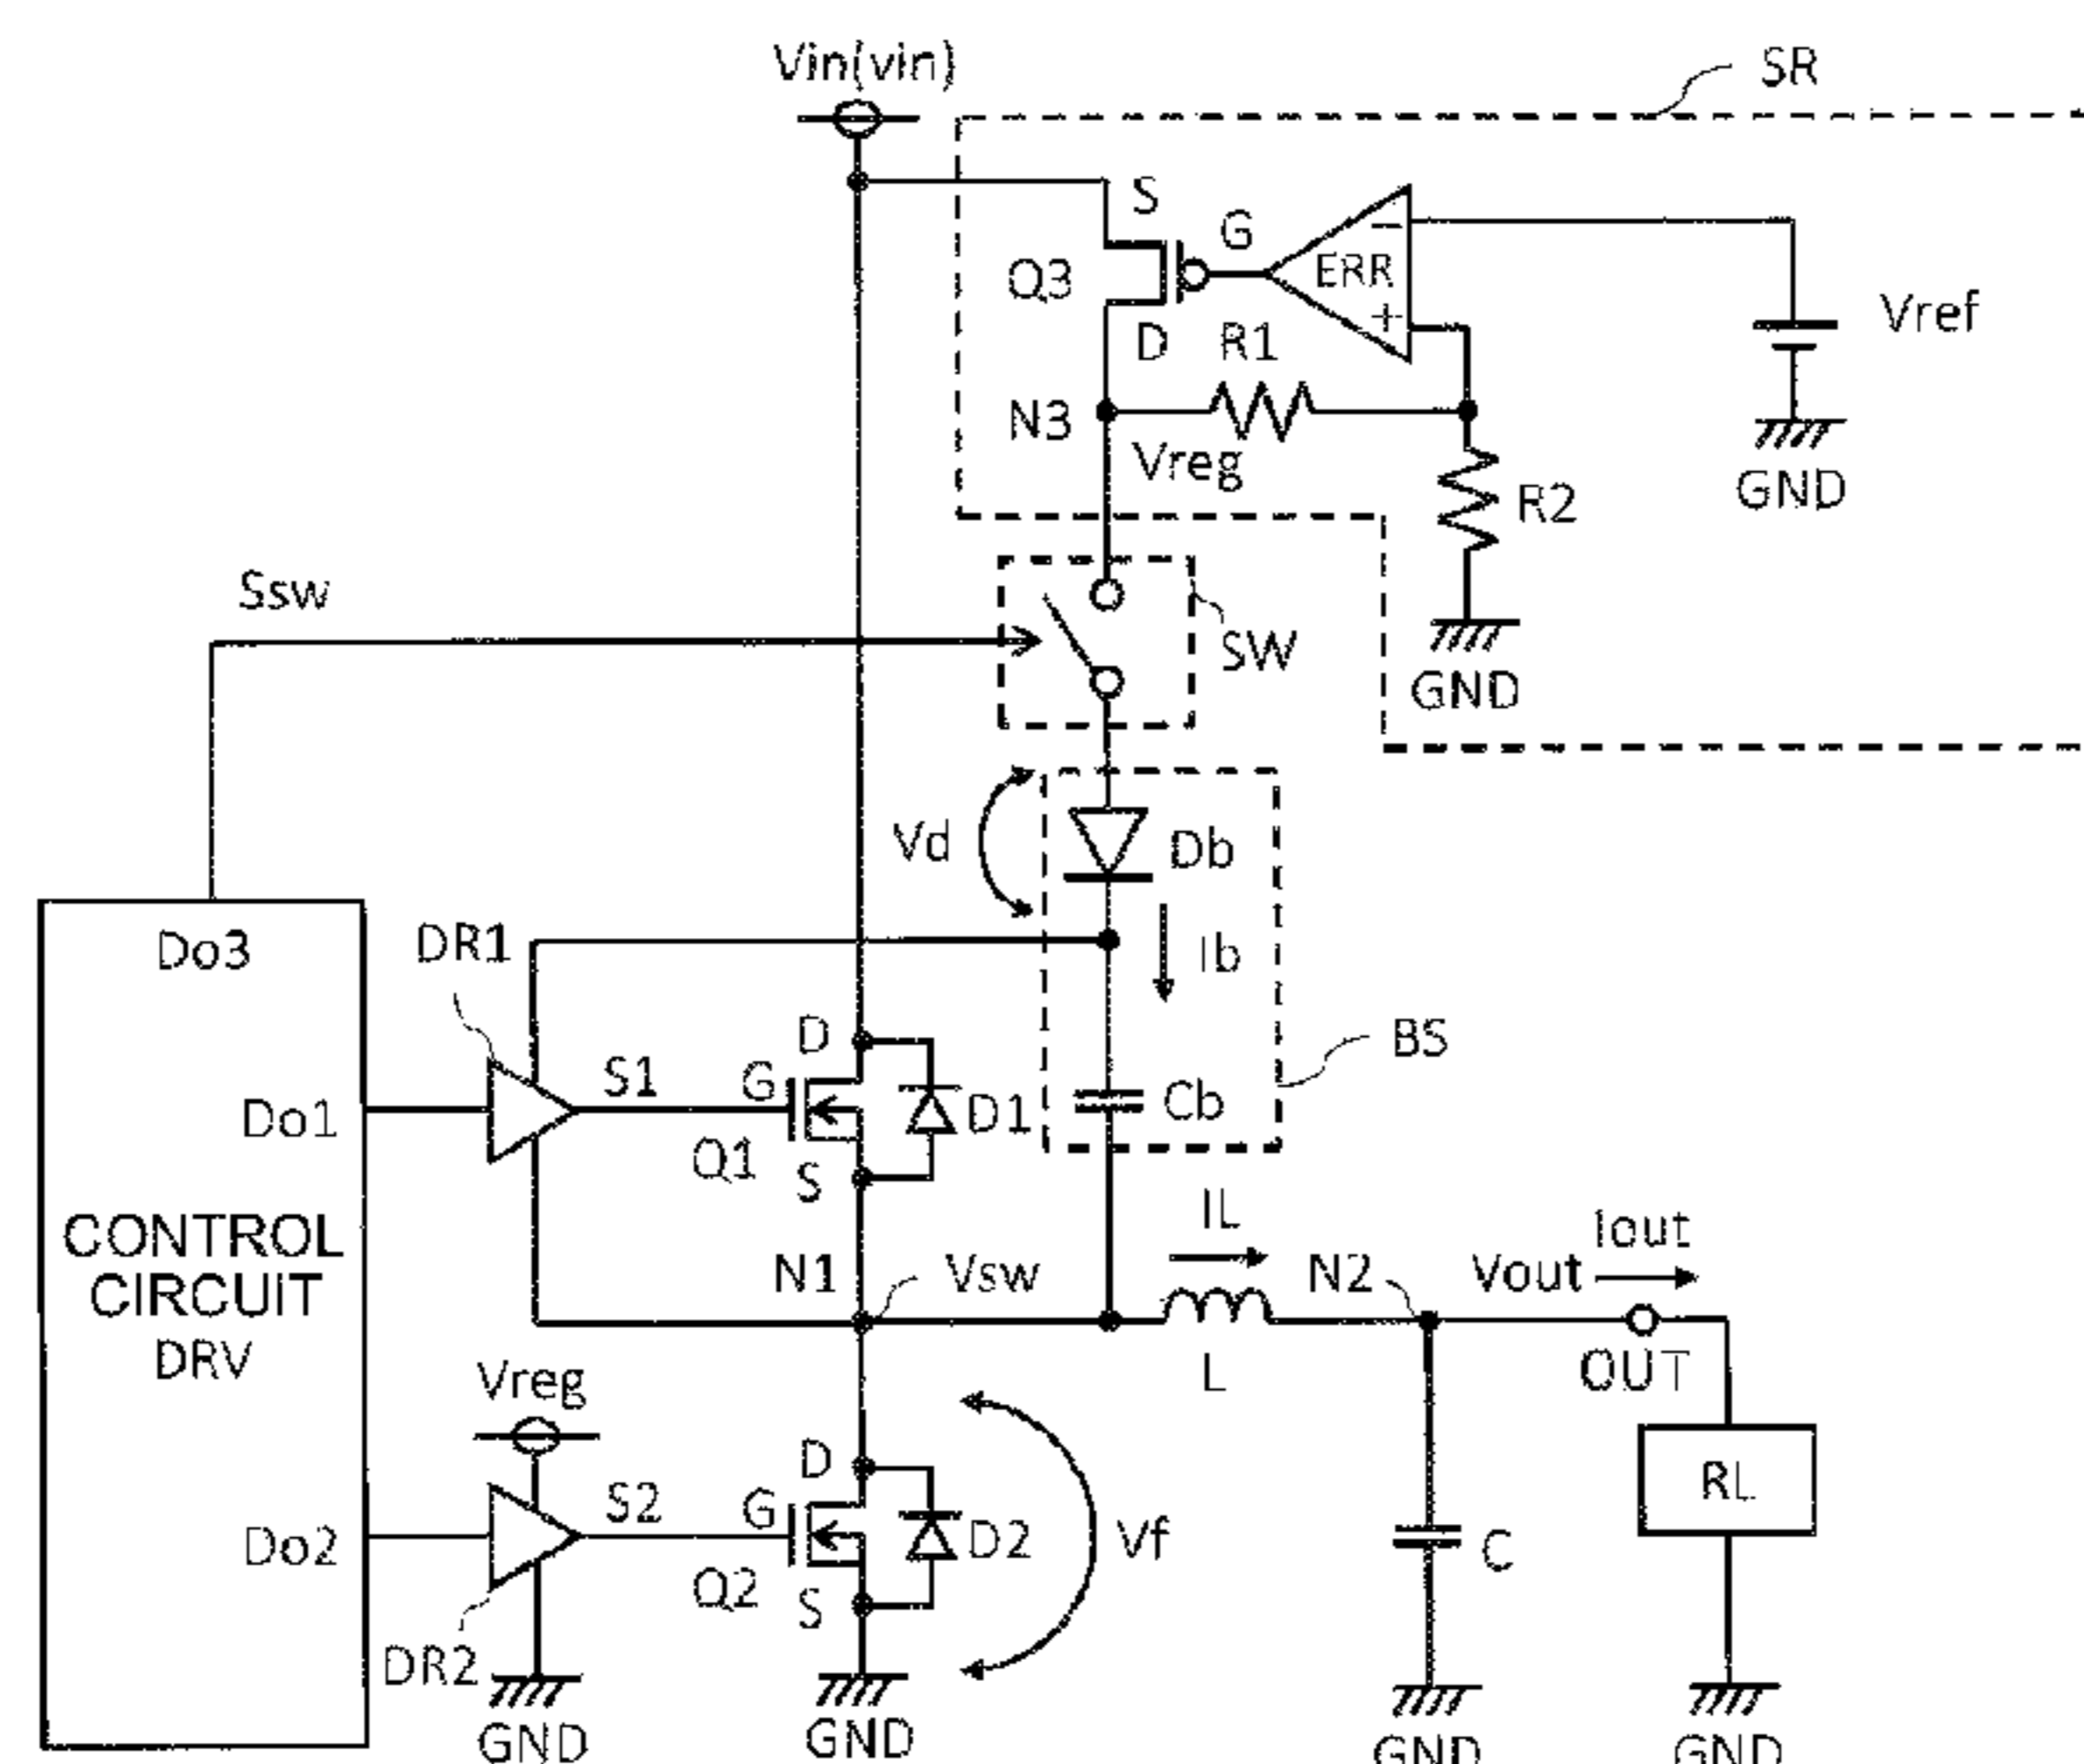 Vin(vin)
SR
S
G
Q3
ERR
−
+
D
R1
Vref
N3
Vreg
GND
R2
Ssw
SW
GND
Vd
Db
Do3
DR1
Ib
BS
D
G
S1
Do1
D1
Cb
Q1
S
CONTROL
CIRCUIT
DRV
IL
Iout
N1
Vsw
N2
Vout
L
OUT
Vreg
D
G
S2
RL
Do2
D2
Vf
C
Q2
S
DR2
GND
GND
GND
GND